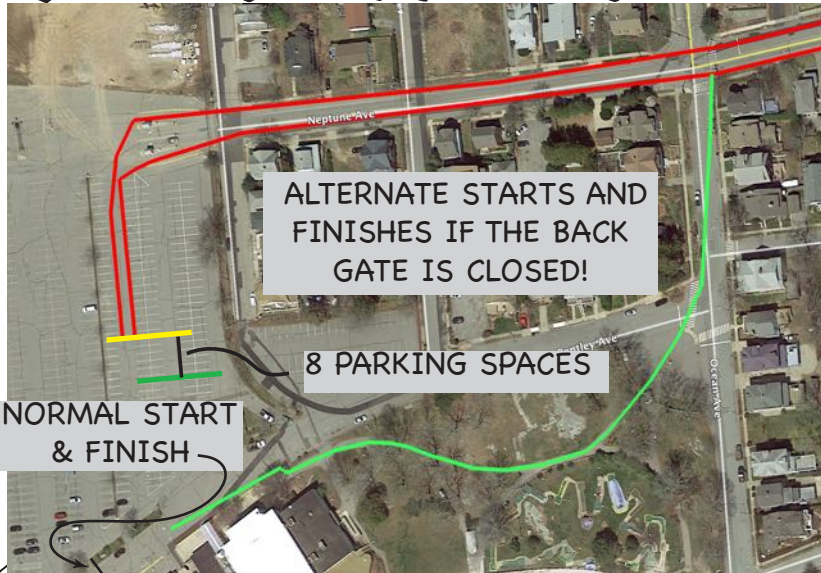 Neptune Ave
ALTERNATE STARTS AND
FINISHES IF THE BACK
GATE IS CLOSED!
8 PARKING SPACES
Ocean Ave
NORMAL START
& FINISH